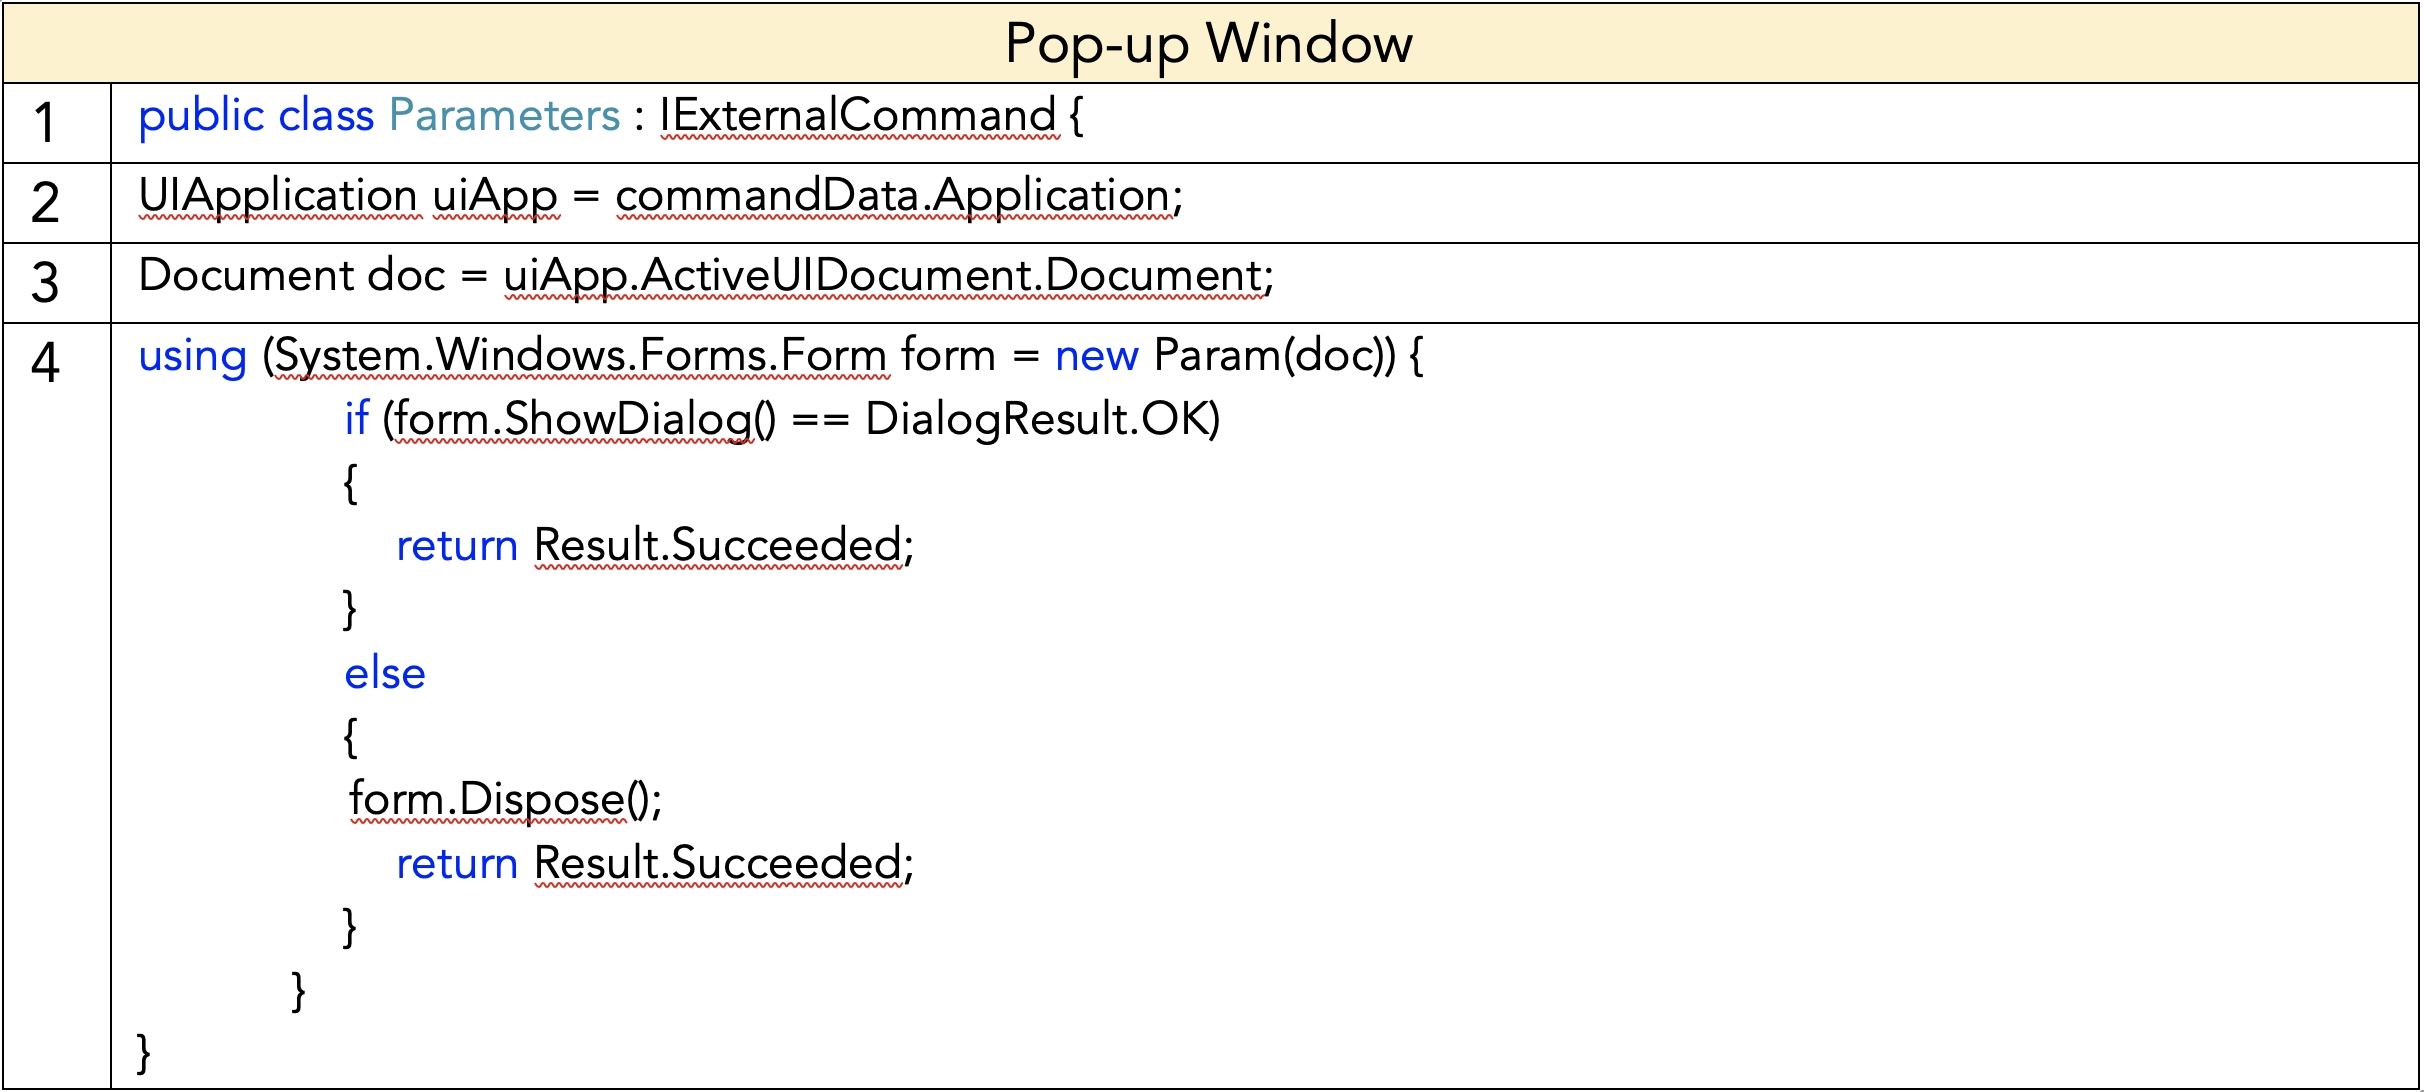 Pop-up Window
1 public class Parameters : IExternalCommand {
2 UIApplication uiApp = commandData.Application;
3 Document doc = uiApp.ActiveUIDocument.Document;
4 using (System.Windows.Forms.Form form = new Param(doc)) {
if (form.ShowDialog() == DialogResult.OK)
{
return Result.Succeeded;
}
else
{
form.Dispose();
return Result.Succeeded;
}
}
}